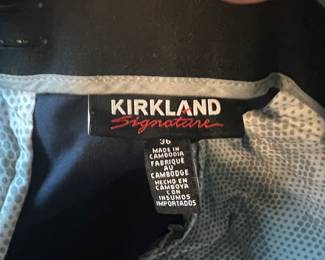 KIRKLAND
Signature
36
MADE IN
CAMBODIA
FABRIQUÉ
AU
CAMBODGE
HECHO EN
CAMBOYA
CON
INSUMOS
IMPORTADOS